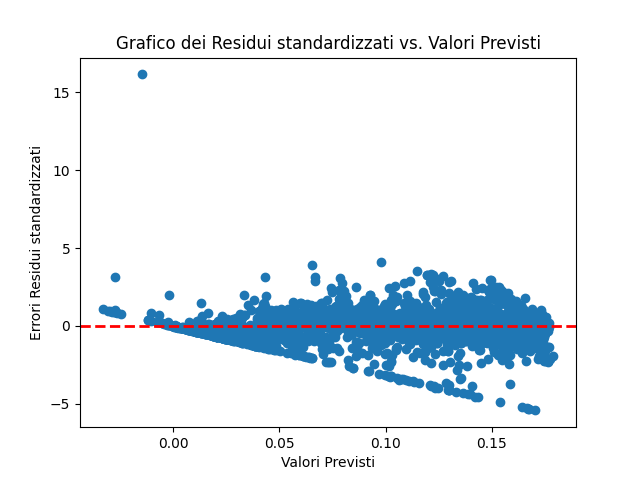 Grafico dei Residui standardizzati vs. Valori Previsti
Errori Residui standardizzati
15
10
5
0
−5
0.00 0.05 0.10 0.15
Valori Previsti